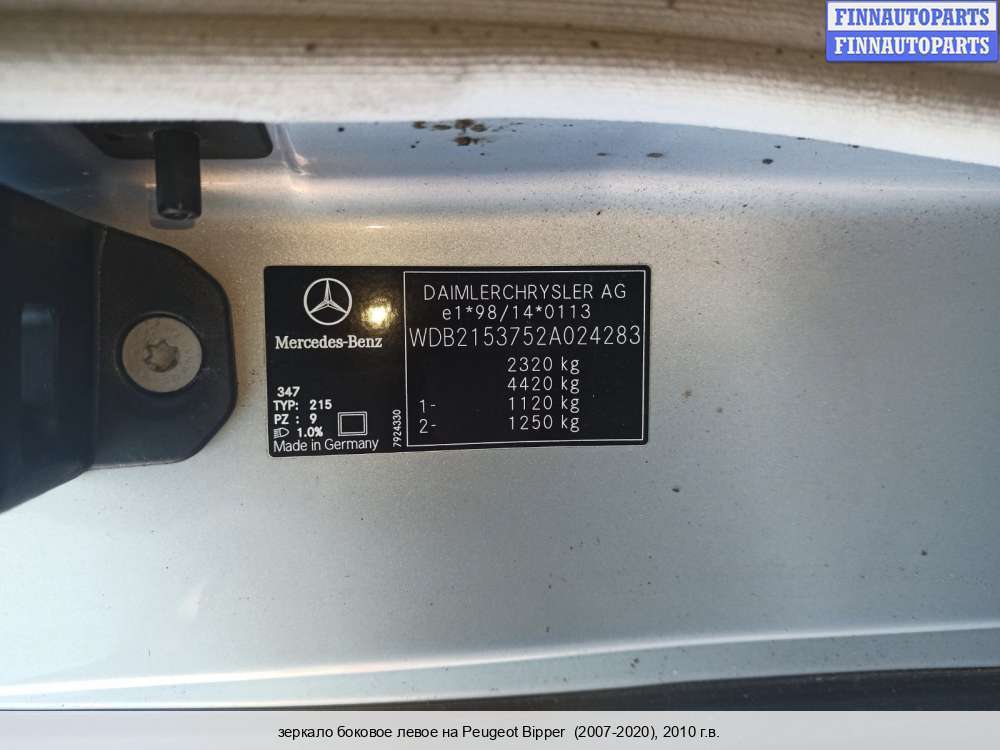 FINNAUTOPARTS
FINNAUTOPARTS
Mercedes-Benz
347
TYP: 215
PZ : 9
1.0%
Made in Germany
7924330
DAIMLERCHRYSLER AG
e1*98/14*0113
WDB2153752A024283
2320 kg
4420 kg
1- 1120 kg
2- 1250 kg
зеркало боковое левое на Peugeot Bipper (2007-2020), 2010 г.в.